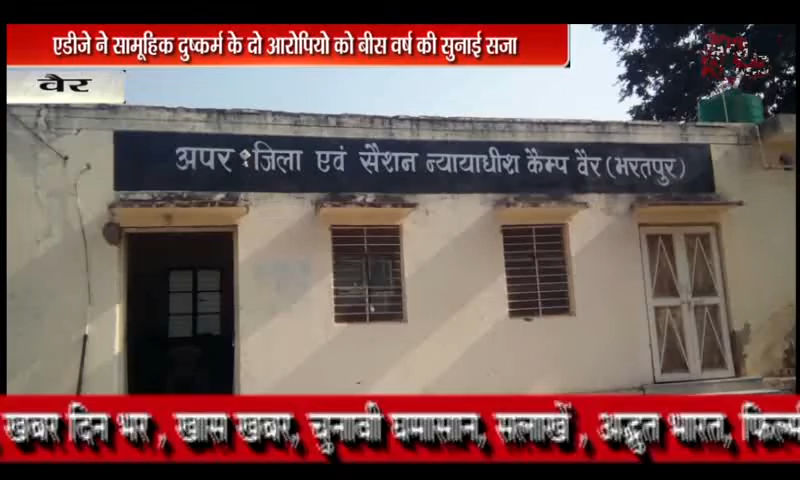 एडीजे ने सामूहिक दुष्कर्म के दो आरोपियो को बीस वर्ष की सुनाई सजा
वैर
अपर जिला एवं सैशन न्यायाधीश कैम्प वैर (भरतपुर)
खबर दिन भर , खास खबर, चुनावी घमासान, सलाखें , अद्भुत भारत, फिल्मी